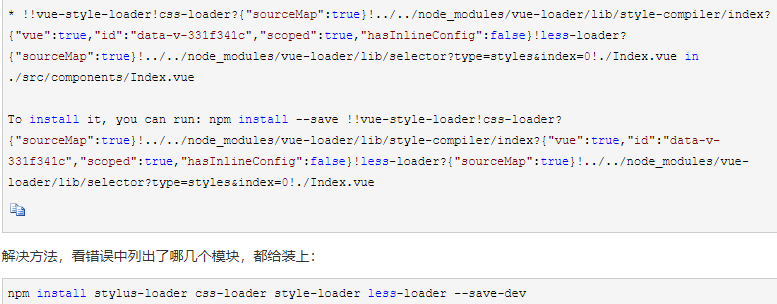 * !!vue-style-loader!css-loader?{"sourceMap":true}!../../node_modules/vue-loader/lib/style-compiler/index?
{"vue":true,"id":"data-v-331f341c","scoped":true,"hasInlineConfig":false}!less-loader?
{"sourceMap":true}!../../node_modules/vue-loader/lib/selector?type=styles&index=0!./Index.vue in
./src/components/Index.vue
To install it, you can run: npm install --save !!vue-style-loader!css-loader?
{"sourceMap":true}!../../node_modules/vue-loader/lib/style-compiler/index?{"vue":true,"id":"data-v-
331f341c","scoped":true,"hasInlineConfig":false}!less-loader?{"sourceMap":true}!../../node_modules/vue-
loader/lib/selector?type=styles&index=0!./Index.vue
解决方法，看错误中列出了哪几个模块，都给装上：
npm install stylus-loader css-loader style-loader less-loader --save-dev